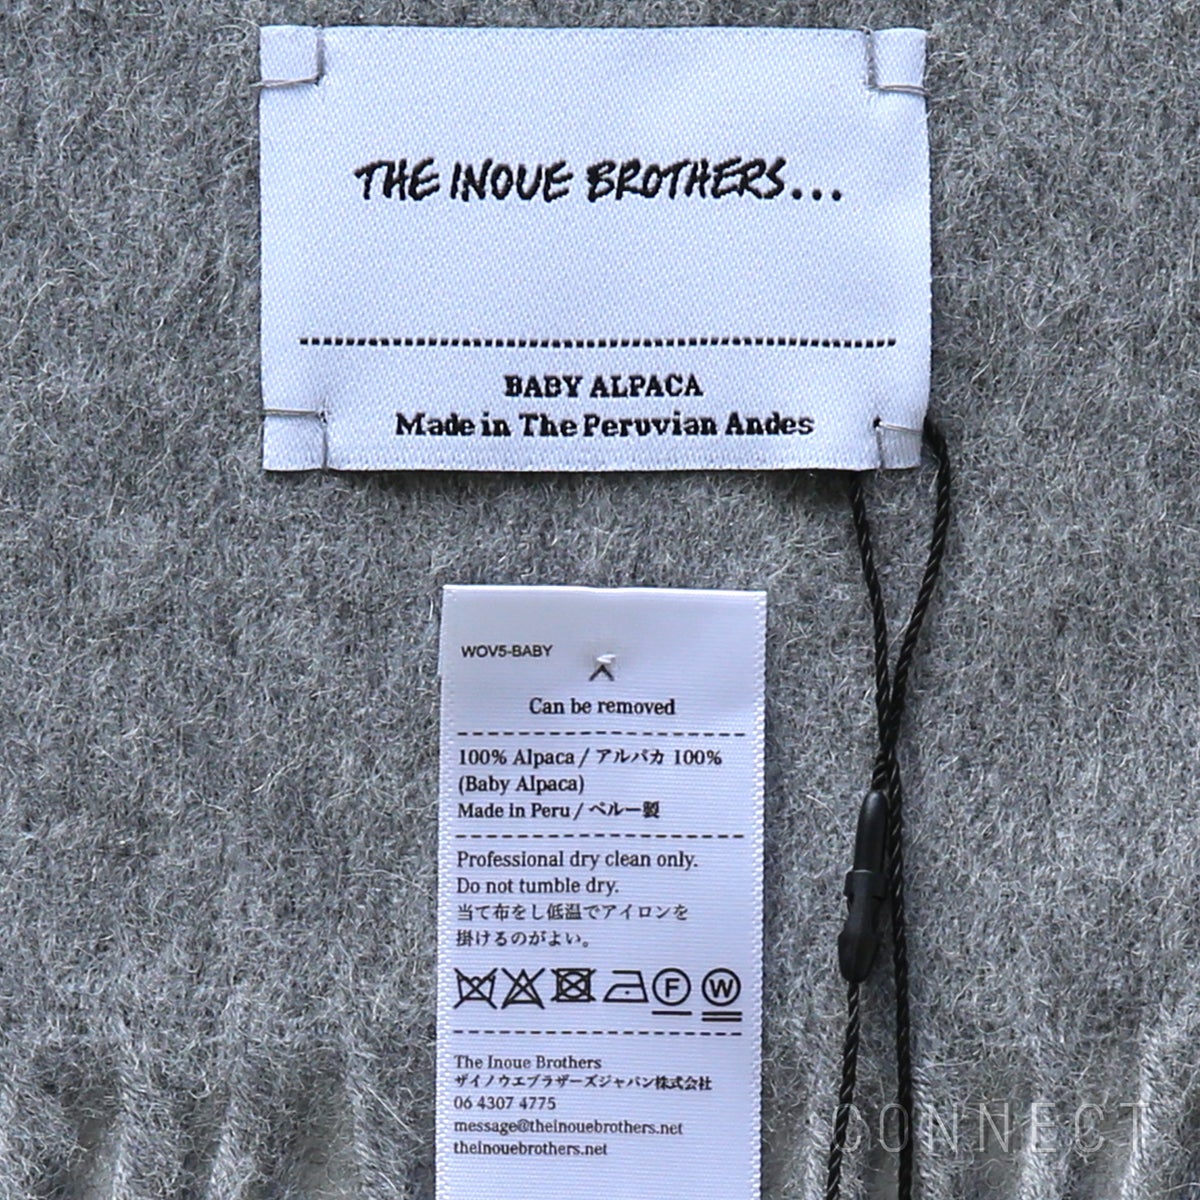 THE INOUE BROTHERS...
BABY ALPACA
Made in The Peruvian Andes
WOV5-BABY
Can be removed
100% Alpaca / アルパカ 100%
(Baby Alpaca)
Made in Peru / ペルー製
Professional dry clean only.
Do not tumble dry.
当て布をし低温でアイロンを
掛けるのがよい。
F W
The Inoue Brothers
ザイノウエブラザーズジャパン株式会社
06 4307 4775
message@theinouebrothers.net
theinouebrothers.net
CONNECT